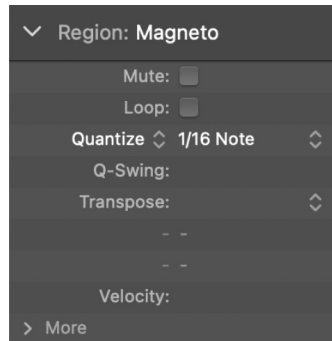 Region: Magneto
Mute:
Loop:
Quantize 1/16 Note
Q-Swing:
Transpose:
- -
- -
Velocity:
More